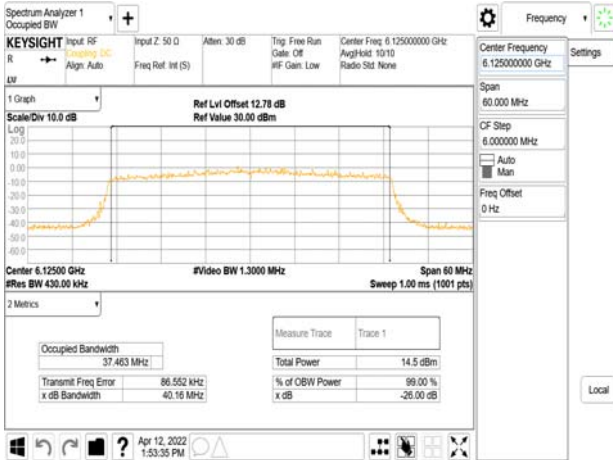 Spectrum Analyzer 1
Occupied BW
Frequency
KEYSIGHT
Input: RF
Coupling: DC
Align: Auto
Input Z: 50 Ω
Freq Ref: Int (S)
Atten: 30 dB
Trig: Free Run
Gate: Off
#IF Gain: Low
Center Freq: 6.125000000 GHz
Avg|Hold: 10/10
Radio Std: None
R
LVI
Center Frequency
6.125000000 GHz
Settings
Span
60.000 MHz
CF Step
6.000000 MHz
Auto
Man
Freq Offset
0 Hz
Local
1 Graph
Scale/Div 10.0 dB
Ref Lvl Offset 12.78 dB
Ref Value 30.00 dBm
Log
20.0
10.0
0.00
-10.0
-20.0
-30.0
-40.0
-50.0
-60.0
Center 6.12500 GHz
#Res BW 430.00 kHz
#Video BW 1.3000 MHz
Span 60 MHz
Sweep 1.00 ms (1001 pts)
2 Metrics
Measure Trace
Trace 1
Occupied Bandwidth
37.463 MHz
Total Power
14.5 dBm
Transmit Freq Error
86.552 kHz
% of OBW Power
99.00 %
x dB Bandwidth
40.16 MHz
x dB
-26.00 dB
?
Apr 12, 2022
1:53:35 PM